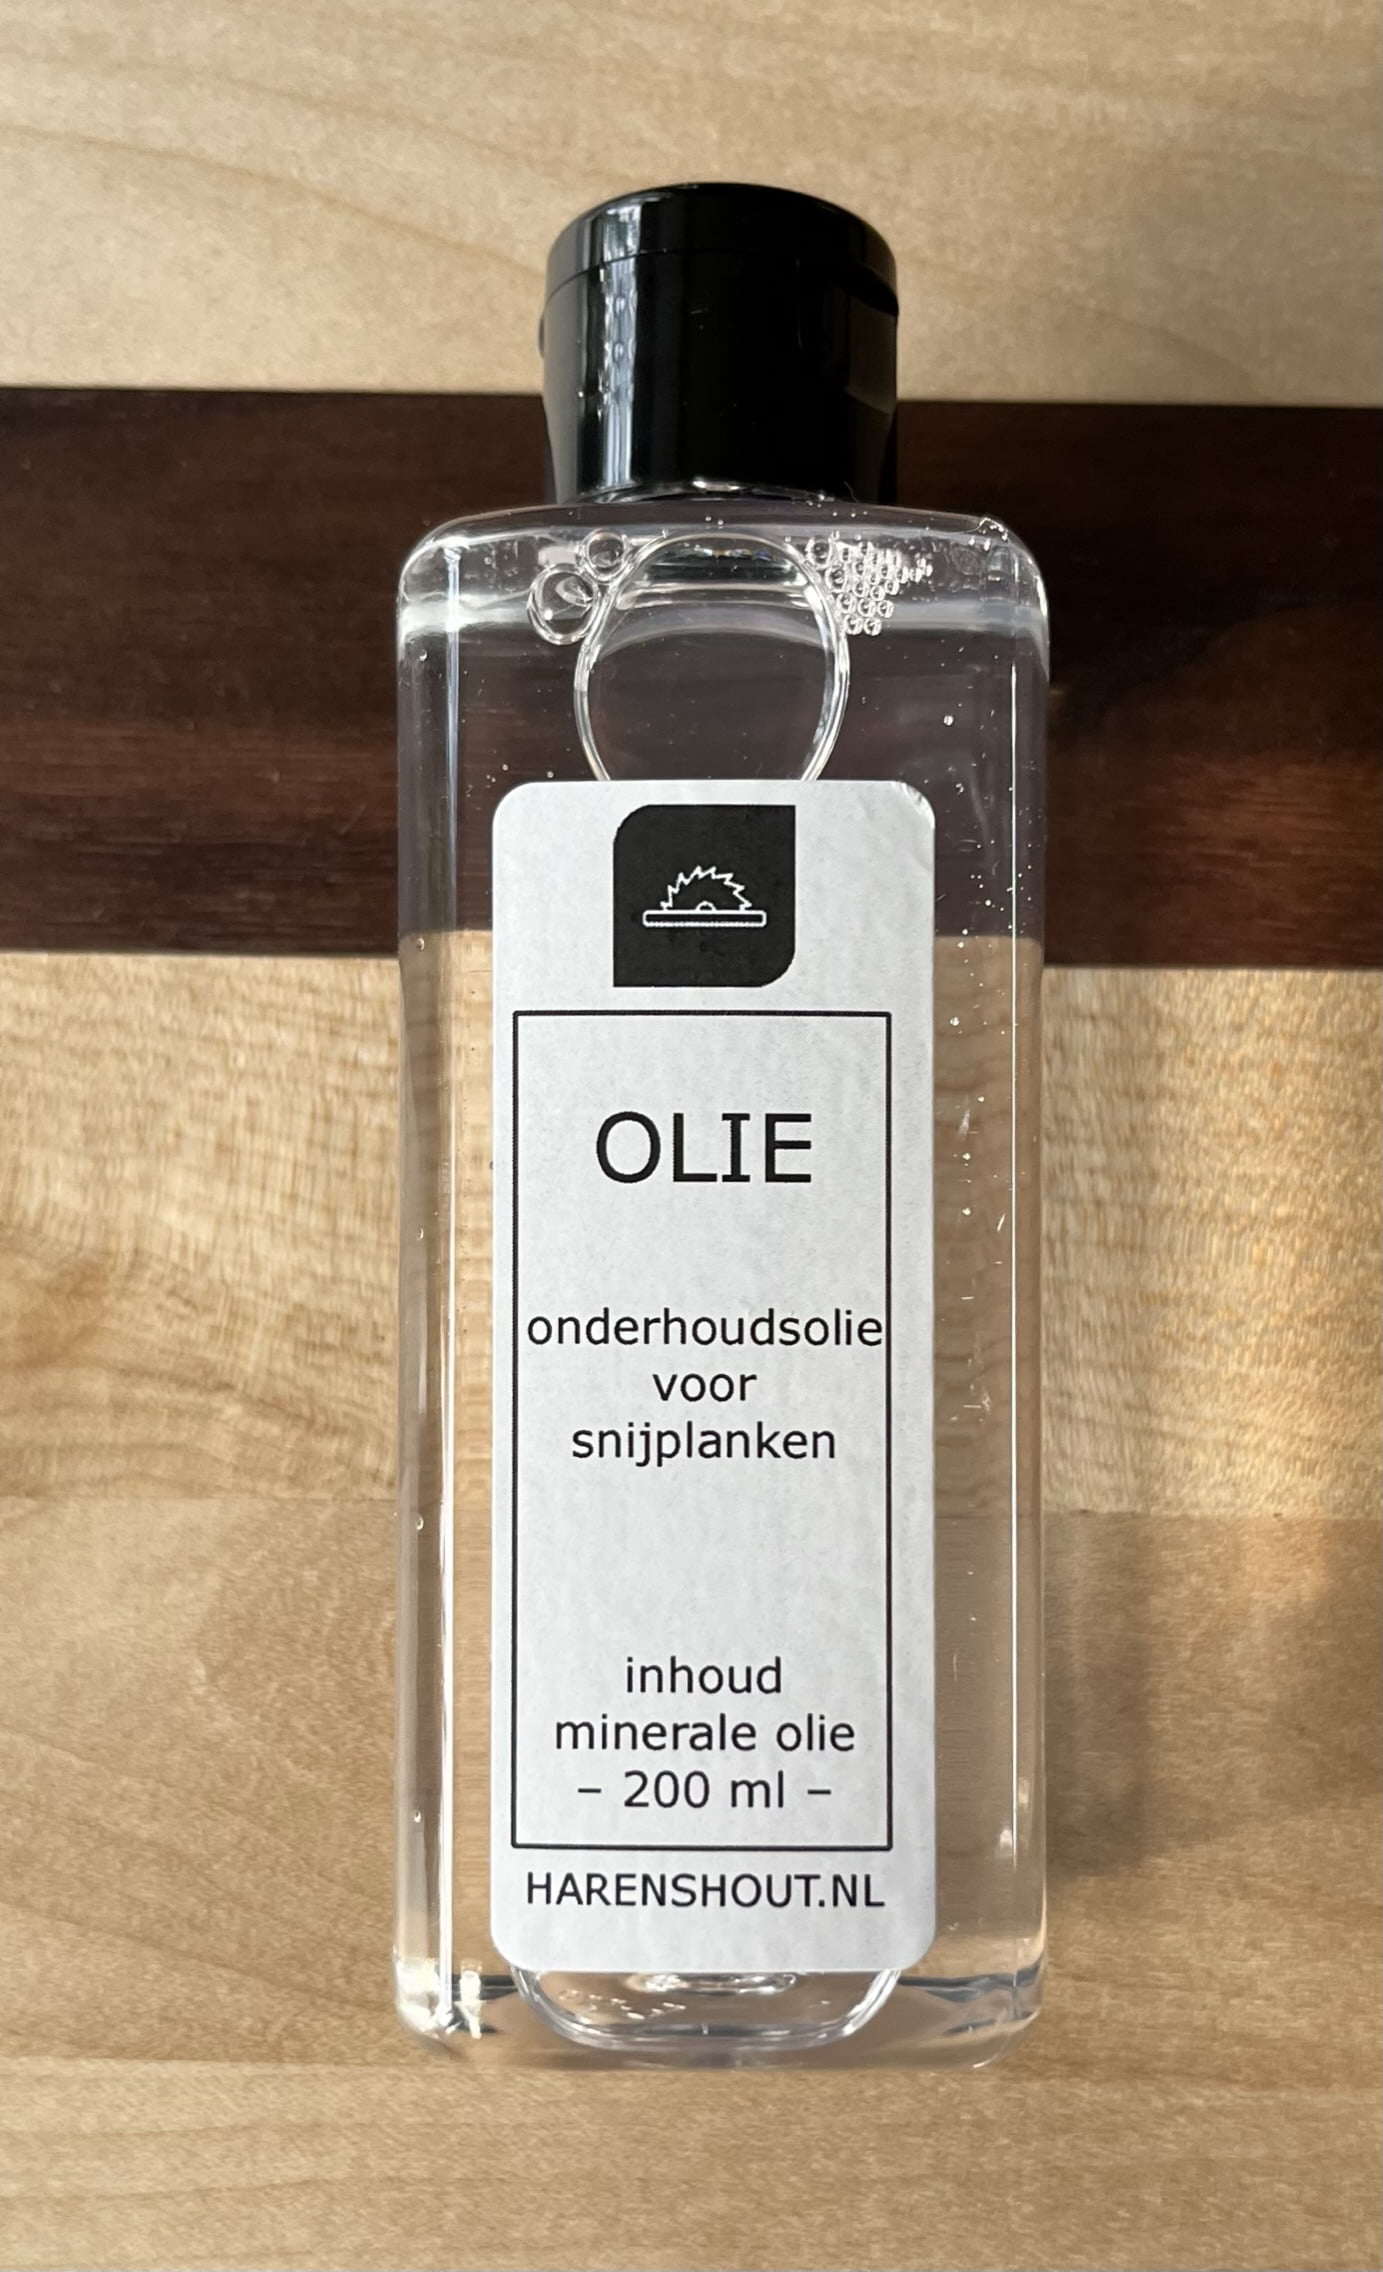 OLIE
onderhoudsolie
voor
snijplanken
inhoud
minerale olie
– 200 ml –
HARENSHOUT.NL